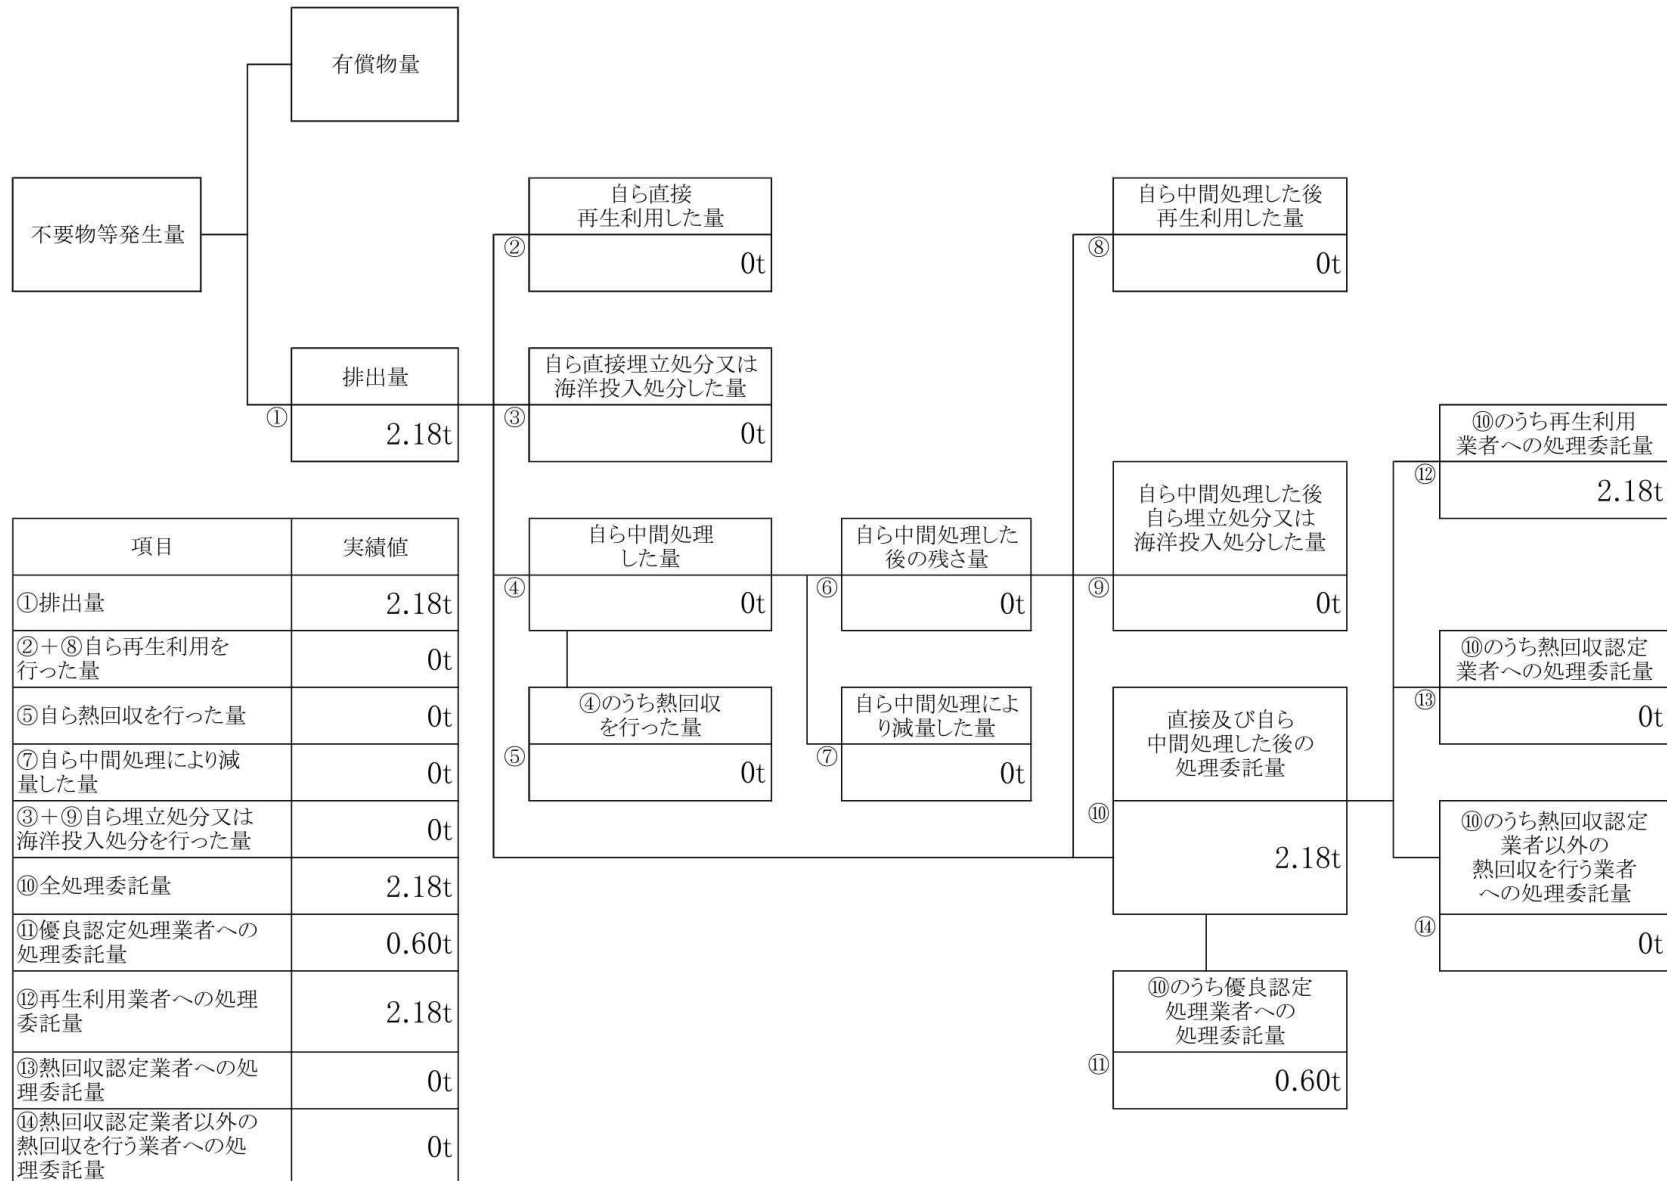 有償物量
不要物等発生量
自ら直接
再生利用した量
②
0t
自ら中間処理した後
再生利用した量
⑧
0t
排出量
①
2.18t
自ら直接埋立処分又は
海洋投入処分した量
③
0t
⑩のうち再生利用
業者への処理委託量
⑫
2.18t
自ら中間処理した後
自ら埋立処分又は
海洋投入処分した量
⑨
0t
自ら中間処理
した量
④
0t
自ら中間処理した
後の残さ量
⑥
0t
⑩のうち熱回収認定
業者への処理委託量
⑬
0t
④のうち熱回収
を行った量
⑤
0t
自ら中間処理によ
り減量した量
⑦
0t
直接及び自ら
中間処理した後の
処理委託量
⑩
2.18t
⑩のうち熱回収認定
業者以外の
熱回収を行う業者
への処理委託量
⑭
0t
⑩のうち優良認定
処理業者への
処理委託量
⑪
0.60t
項目 実績値
①排出量 2.18t
②＋⑧自ら再生利用を
行った量
0t
⑤自ら熱回収を行った量 0t
⑦自ら中間処理により減
量した量
0t
③＋⑨自ら埋立処分又は
海洋投入処分を行った量
0t
⑩全処理委託量 2.18t
⑪優良認定処理業者への
処理委託量
0.60t
⑫再生利用業者への処理
委託量
2.18t
⑬熱回収認定業者への処
理委託量
0t
⑭熱回収認定業者以外の
熱回収を行う業者への処
理委託量
0t